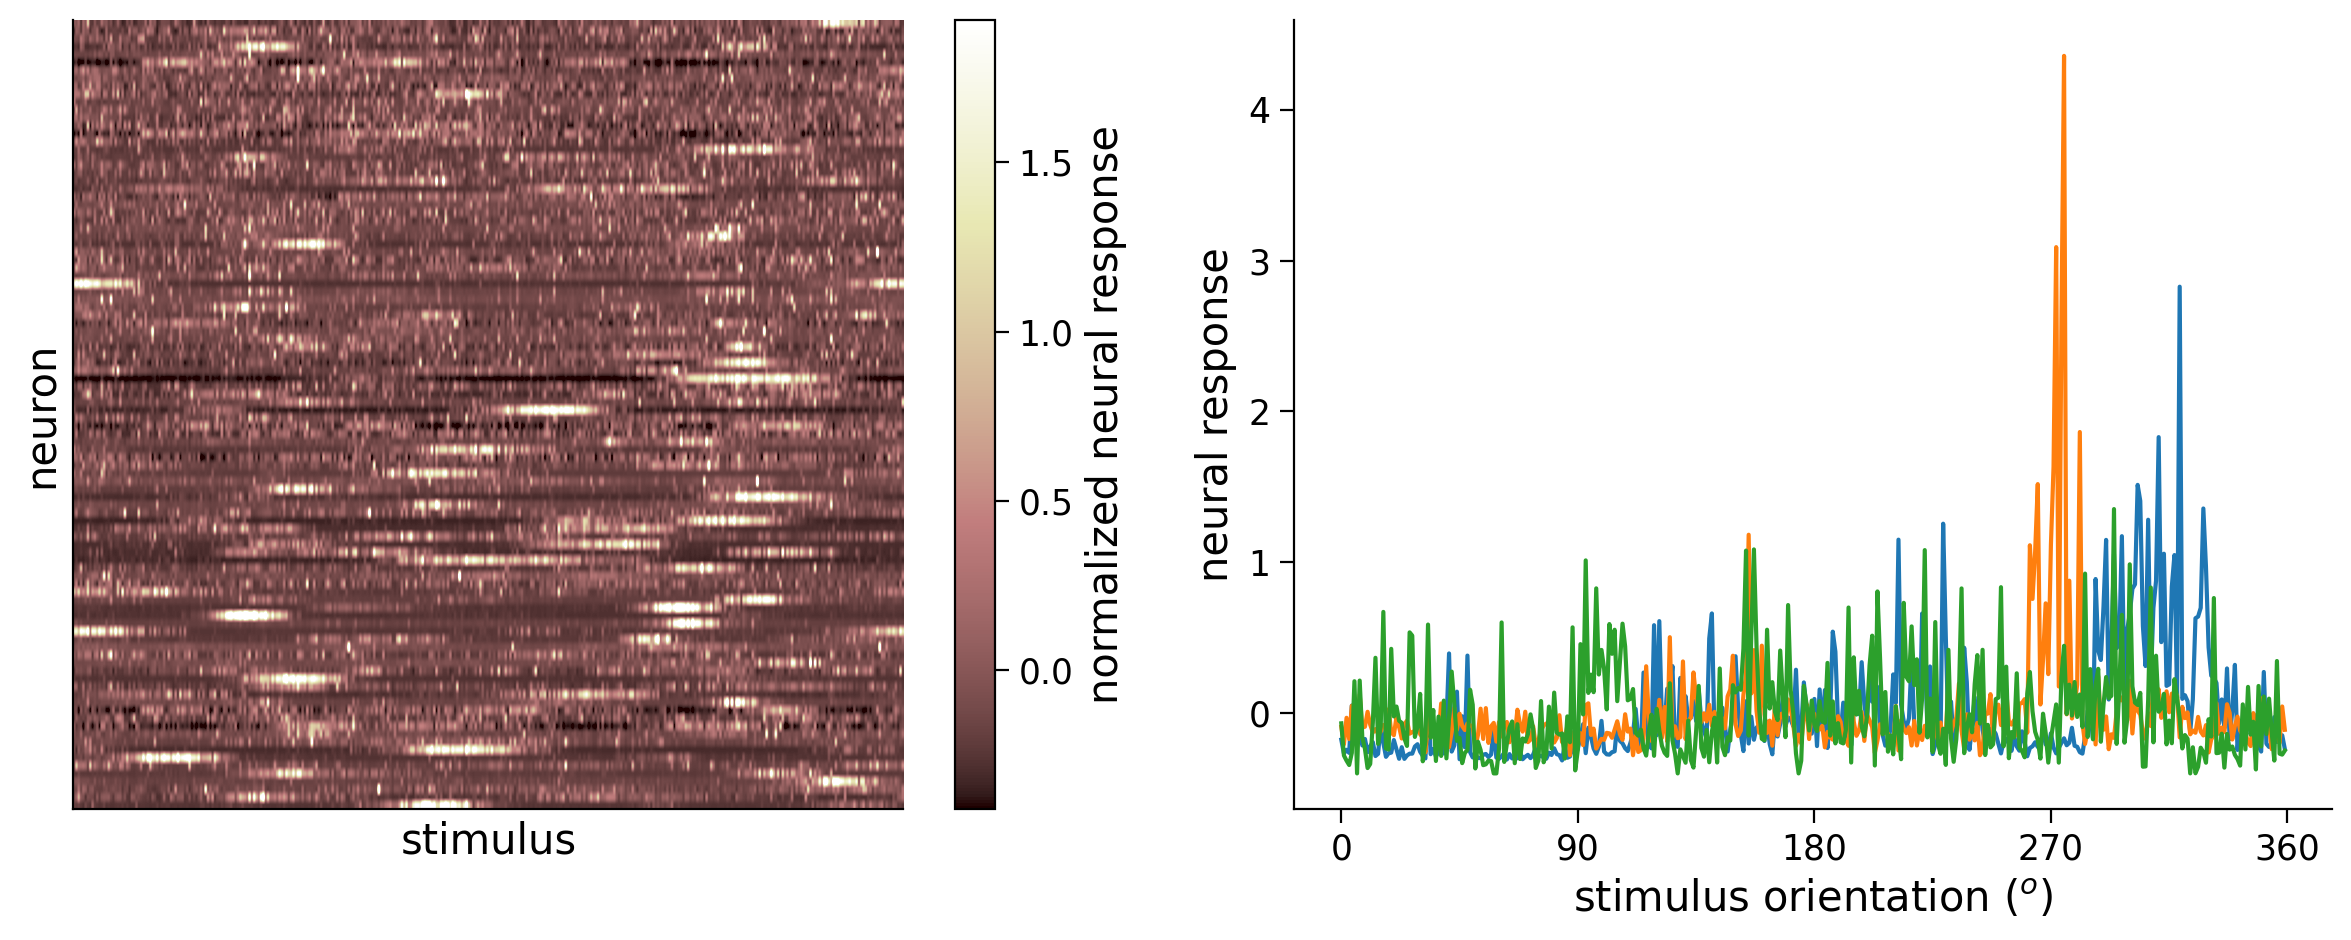 neuron
stimulus
1.5
1.0
0.5
0.0
normalized neural response
neural response
4
3
2
1
0
0 90 180 270 360
stimulus orientation (o)